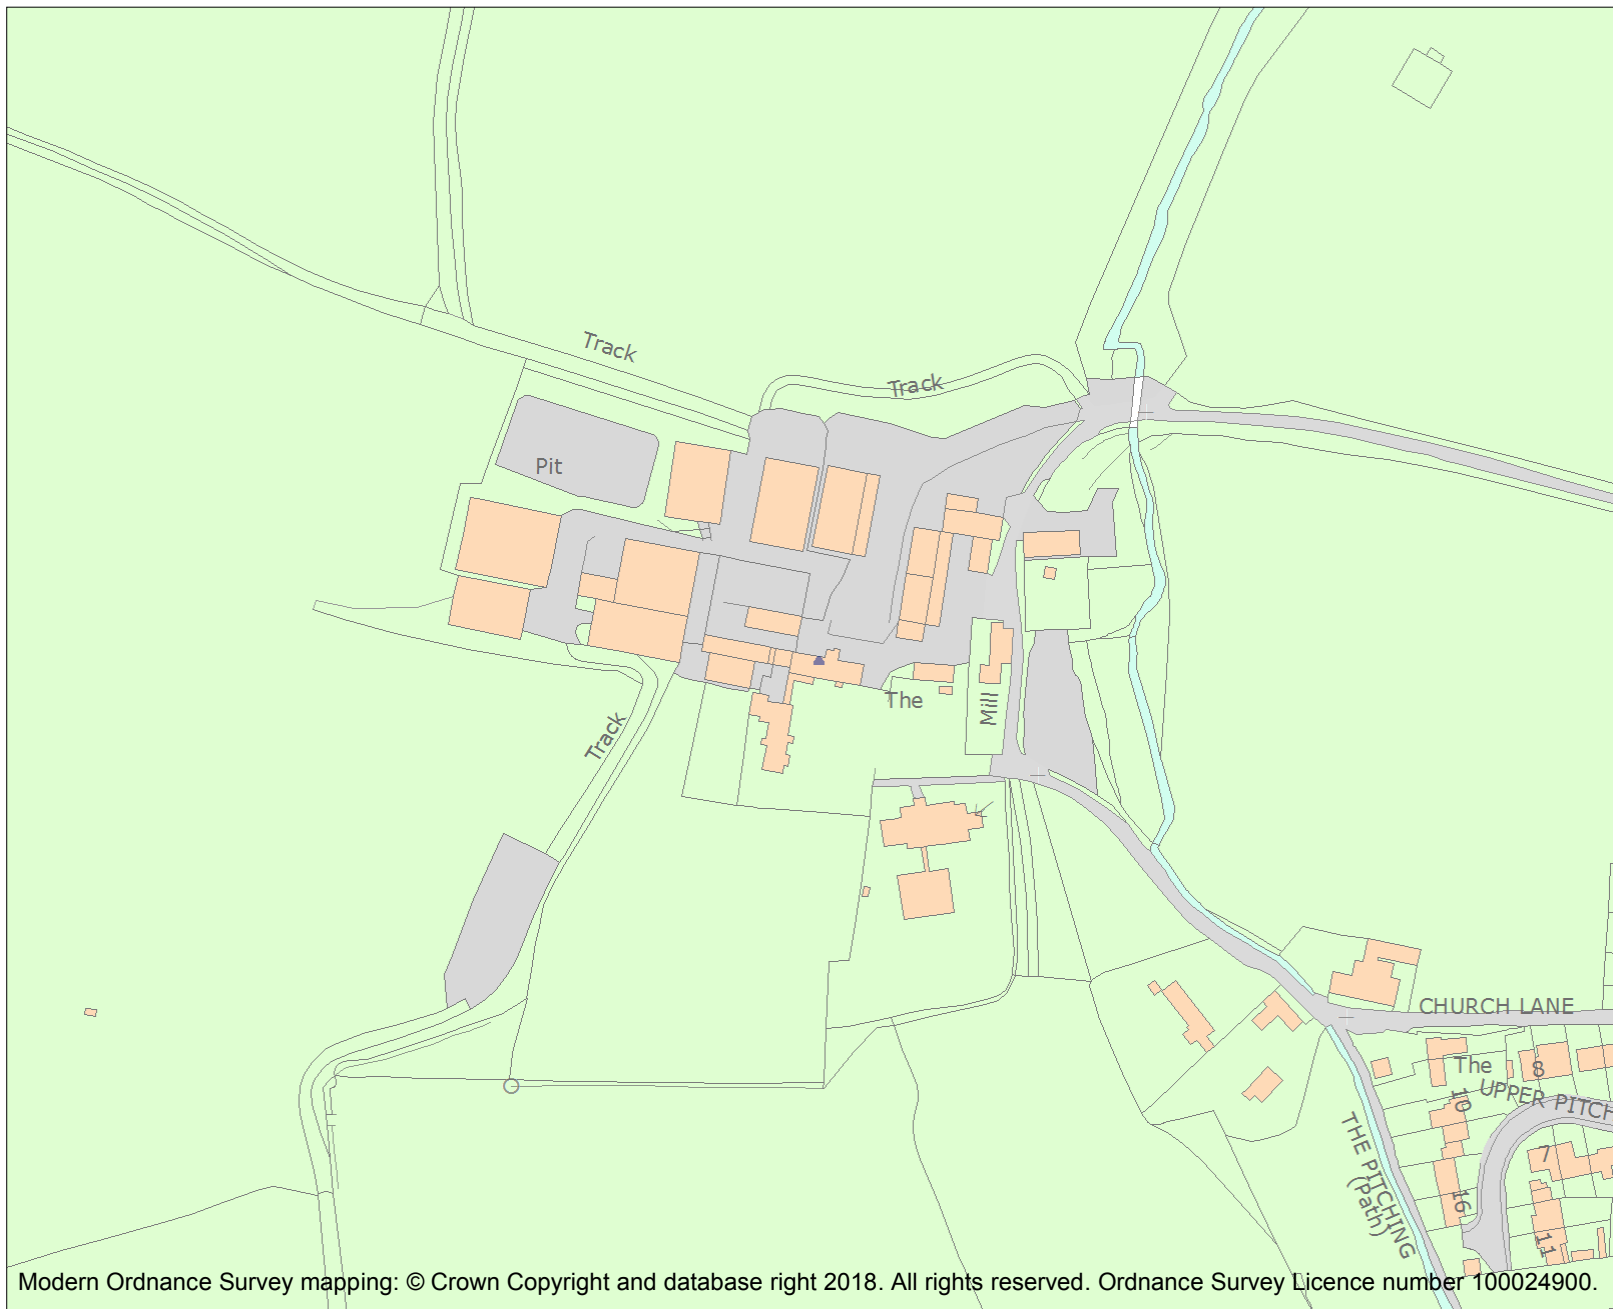 Track
Track
Pit
The
Mill
Track
CHURCH LANE
The
8
10
UPPER PITCH
THE PITCHING
(Path)
7
16
11
Modern Ordnance Survey mapping: © Crown Copyright and database right 2018. All rights reserved. Ordnance Survey Licence number 100024900.